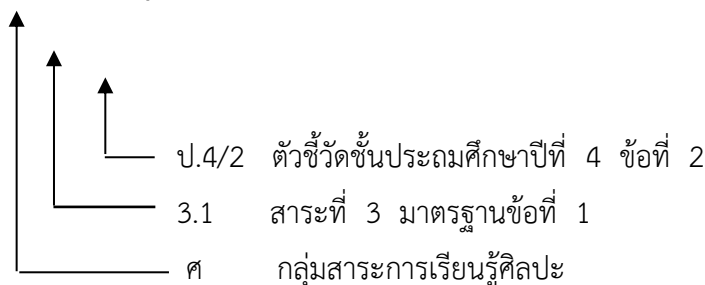 ป.4/2 ตัวชี้วัดชั้นประถมศึกษาปีที่ 4 ข้อที่ 2
3.1 สาระที่ 3 มาตรฐานข้อที่ 1
ศ กลุ่มสาระการเรียนรู้ศิลปะ